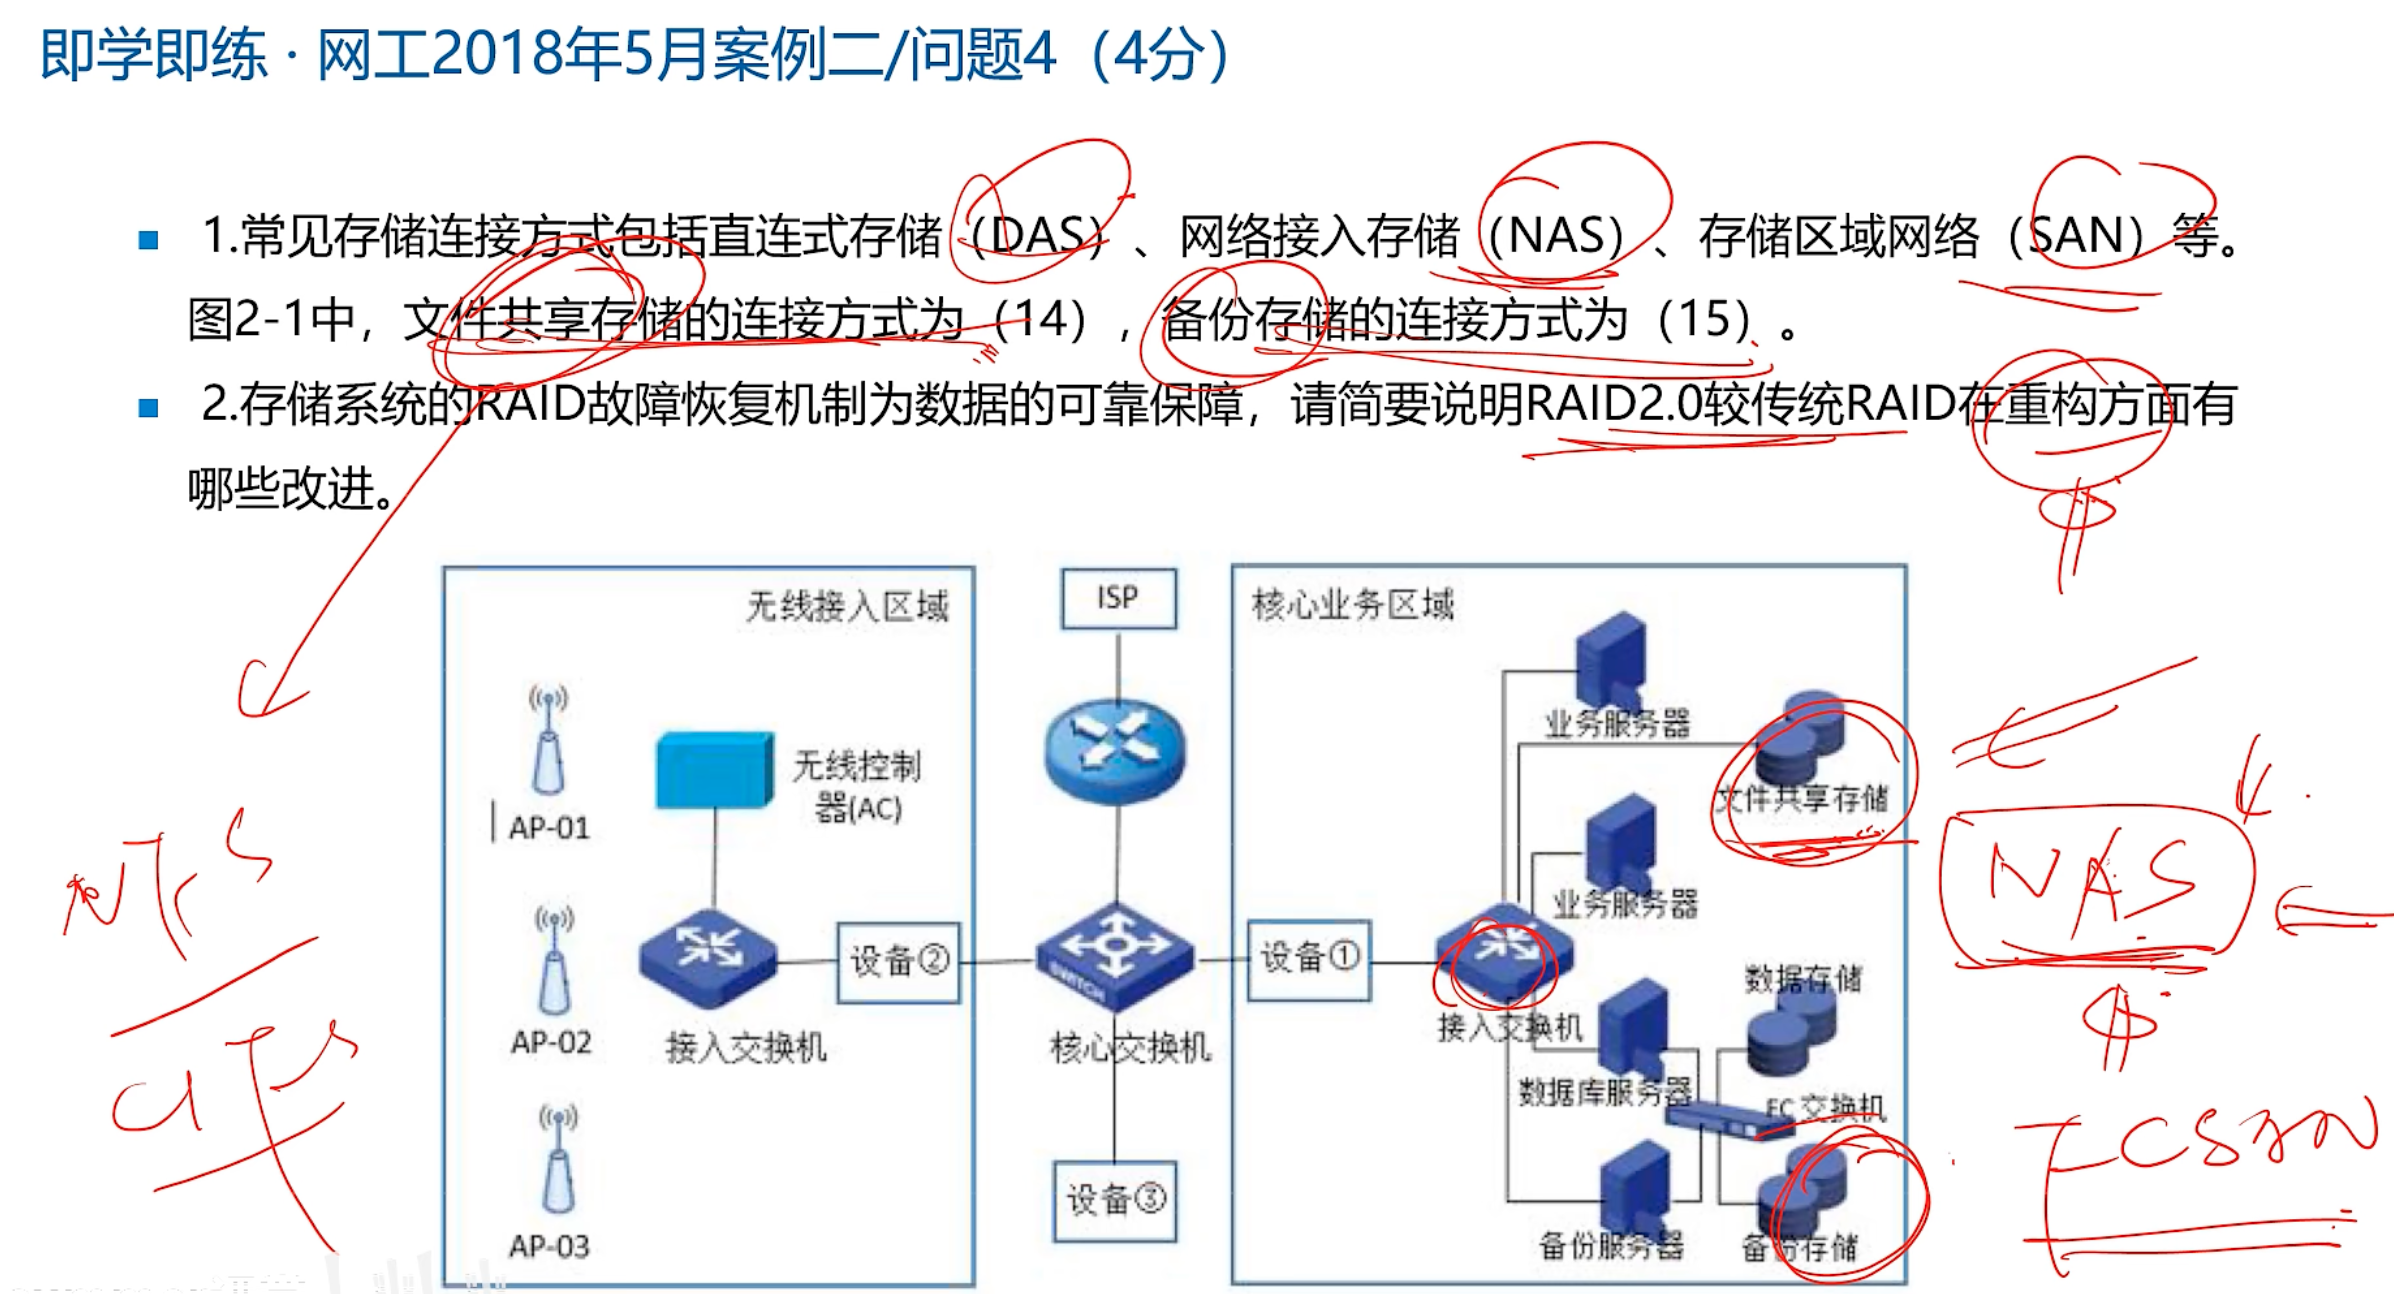 即学即练 · 网工2018年5月案例二/问题4（4分）
1.常见存储连接方式包括直连式存储（DAS）、网络接入存储（NAS）、存储区域网络（SAN）等。
图2-1中，文件共享存储的连接方式为（14），备份存储的连接方式为（15）。
2.存储系统的RAID故障恢复机制为数据的可靠保障，请简要说明RAID2.0较传统RAID在重构方面有
哪些改进。
无线接入区域
ISP
核心业务区域
业务服务器
无线控制
器(AC)
文件共享存储
AP-01
NFS
NAS
业务服务器
设备②
设备①
数据存储
AP-02
接入交换机
核心交换机
接入交换机
SWITCH
数据库服务器
FC交换机
FCSAN
设备③
AP-03
备份服务器
备份存储